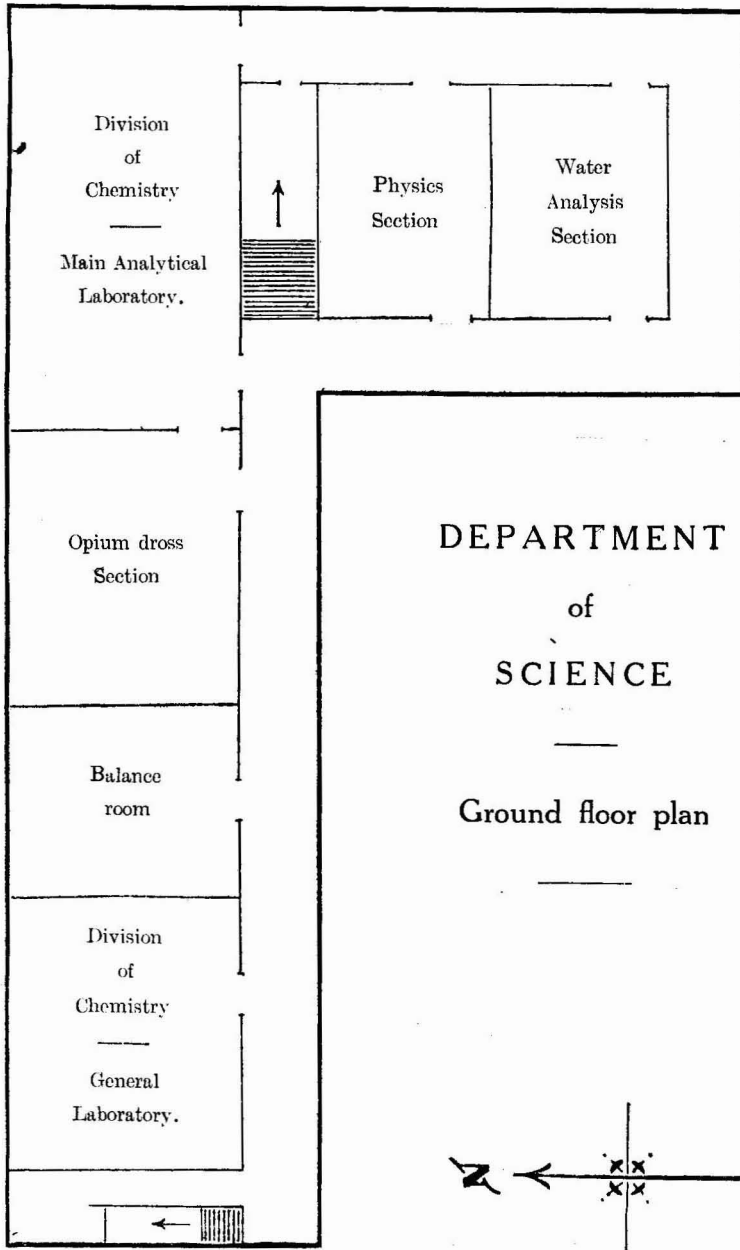 Division
of
Chemistry
Main Analytical
Laboratory.
Physics
Section
Water
Analysis
Section
Opium dross
Section
Balance
room
Division
of
Chemistry
General
Laboratory.
DEPARTMENT
of
SCIENCE
Ground floor plan
N